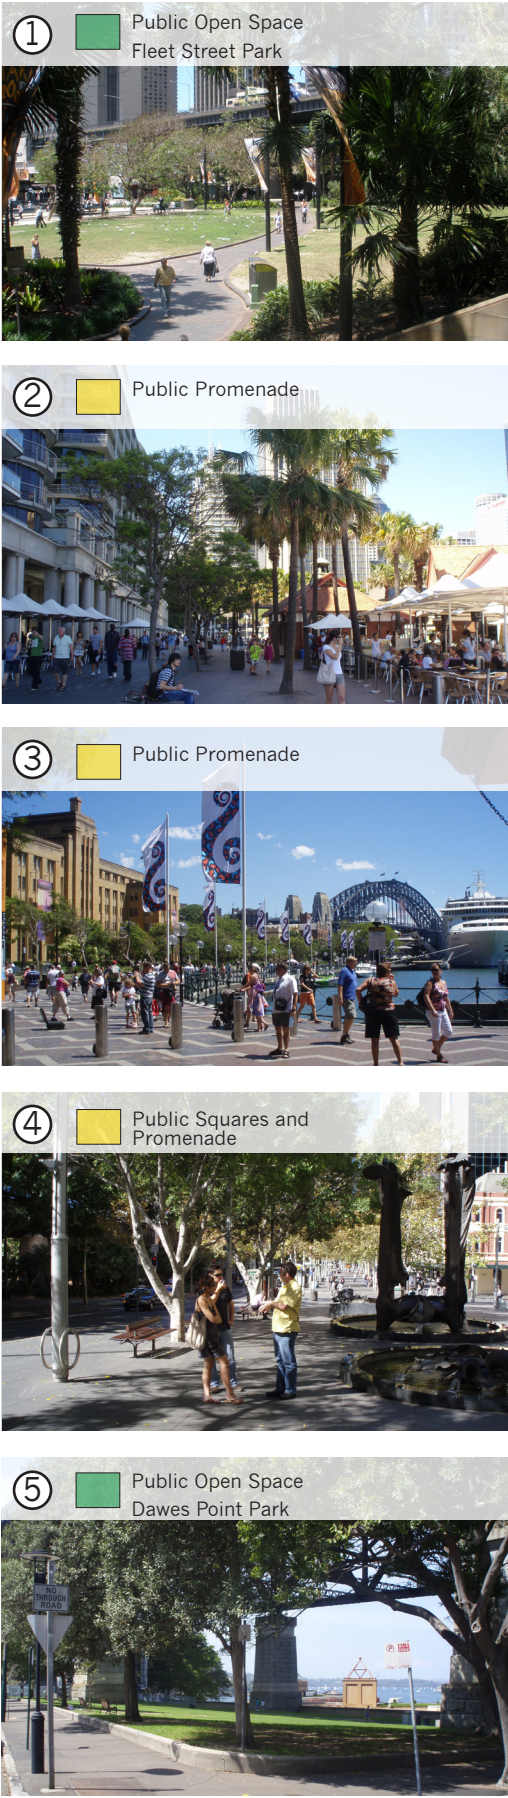 1
Public Open Space
Fleet Street Park
2
Public Promenade
3
Public Promenade
4
Public Squares and
Promenade
5
Public Open Space
Dawes Point Park
NO
THROUGH
ROAD